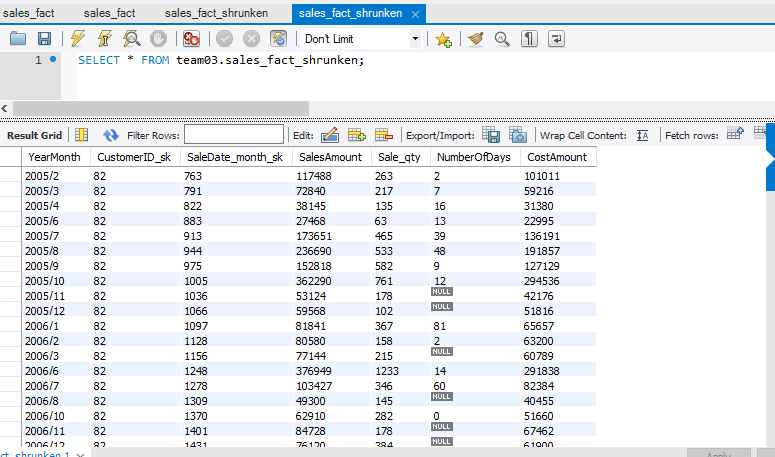 sales_fact sales_fact sales_fact_shrunken sales_fact_shrunken
Don't Limit
1 SELECT * FROM team03.sales_fact_shrunken;
Result Grid Filter Rows: Edit: Export/Import: Wrap Cell Content: Fetch rows:
YearMonth CustomerID_sk SaleDate_month_sk SalesAmount Sale_qty NumberOfDays CostAmount
2005/2 82 763 117488 263 2 101011
2005/3 82 791 72840 217 7 59216
2005/4 82 822 38145 135 16 31380
2005/6 82 883 27468 63 13 22995
2005/7 82 913 173651 465 39 136191
2005/8 82 944 236690 533 48 191857
2005/9 82 975 152818 582 9 127129
2005/10 82 1005 362290 761 12 294536
2005/11 82 1036 53124 178 NULL 42176
2005/12 82 1066 59568 102 NULL 51816
2006/1 82 1097 81841 367 81 65657
2006/2 82 1128 80580 158 2 63200
2006/3 82 1156 77144 215 NULL 60789
2006/6 82 1248 376949 1233 14 291838
2006/7 82 1278 103427 346 60 82384
2006/8 82 1309 49300 145 NULL 40455
2006/10 82 1370 62910 282 0 51660
2006/11 82 1401 84728 178 NULL 67462
2006/12 82 1431 76120 384 NULL 61900
ct_shrunken 1 Apply